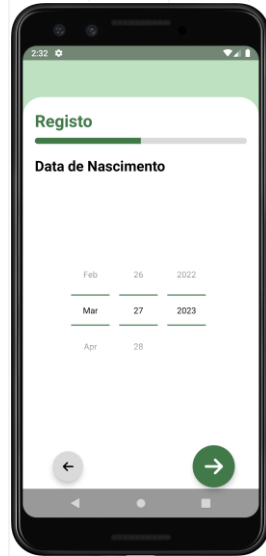 2:32
Registo
Data de Nascimento
Feb 26 2022
Mar 27 2023
Apr 28